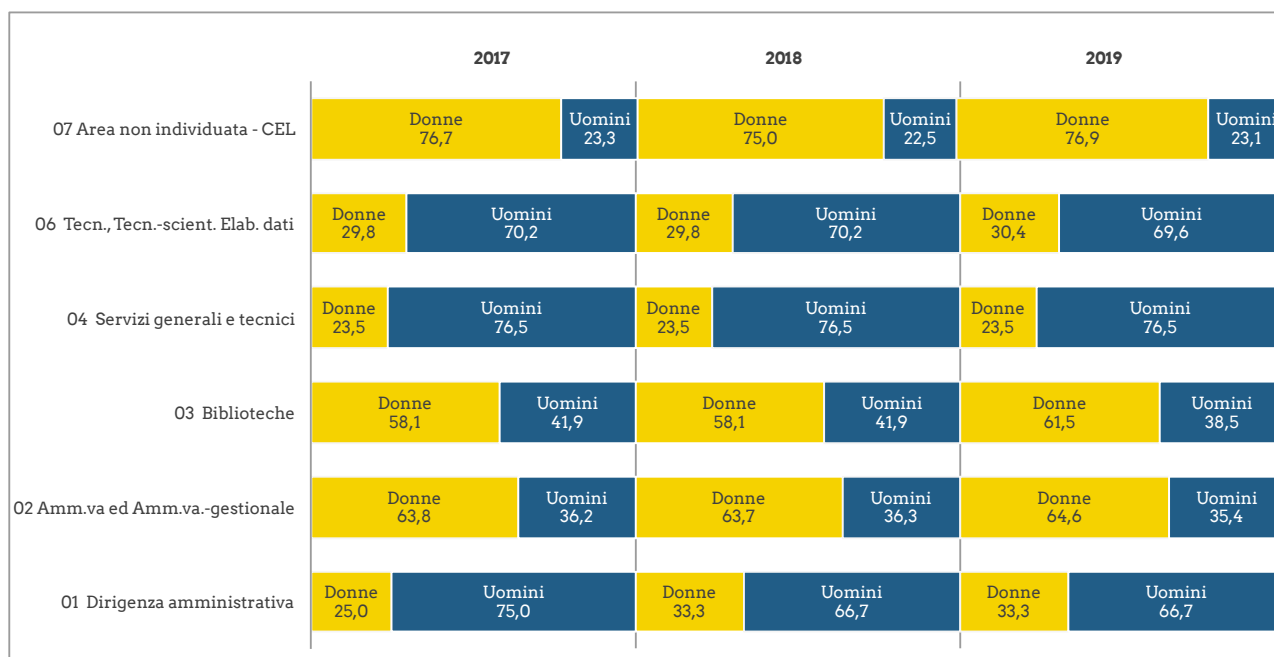 2017 2018 2019
07 Area non individuata - CEL
Donne Uomini Donne Uomini Donne Uomini
76,7 23,3 75,0 22,5 76,9 23,1
06 Tecn., Tecn.-scient. Elab. dati
Donne Uomini Donne Uomini Donne Uomini
29,8 70,2 29,8 70,2 30,4 69,6
04 Servizi generali e tecnici
Donne Uomini Donne Uomini Donne Uomini
23,5 76,5 23,5 76,5 23,5 76,5
03 Biblioteche
Donne Uomini Donne Uomini Donne Uomini
58,1 41,9 58,1 41,9 61,5 38,5
02 Amm.va ed Amm.va.-gestionale
Donne Uomini Donne Uomini Donne Uomini
63,8 36,2 63,7 36,3 64,6 35,4
01 Dirigenza amministrativa
Donne Uomini Donne Uomini Donne Uomini
25,0 75,0 33,3 66,7 33,3 66,7